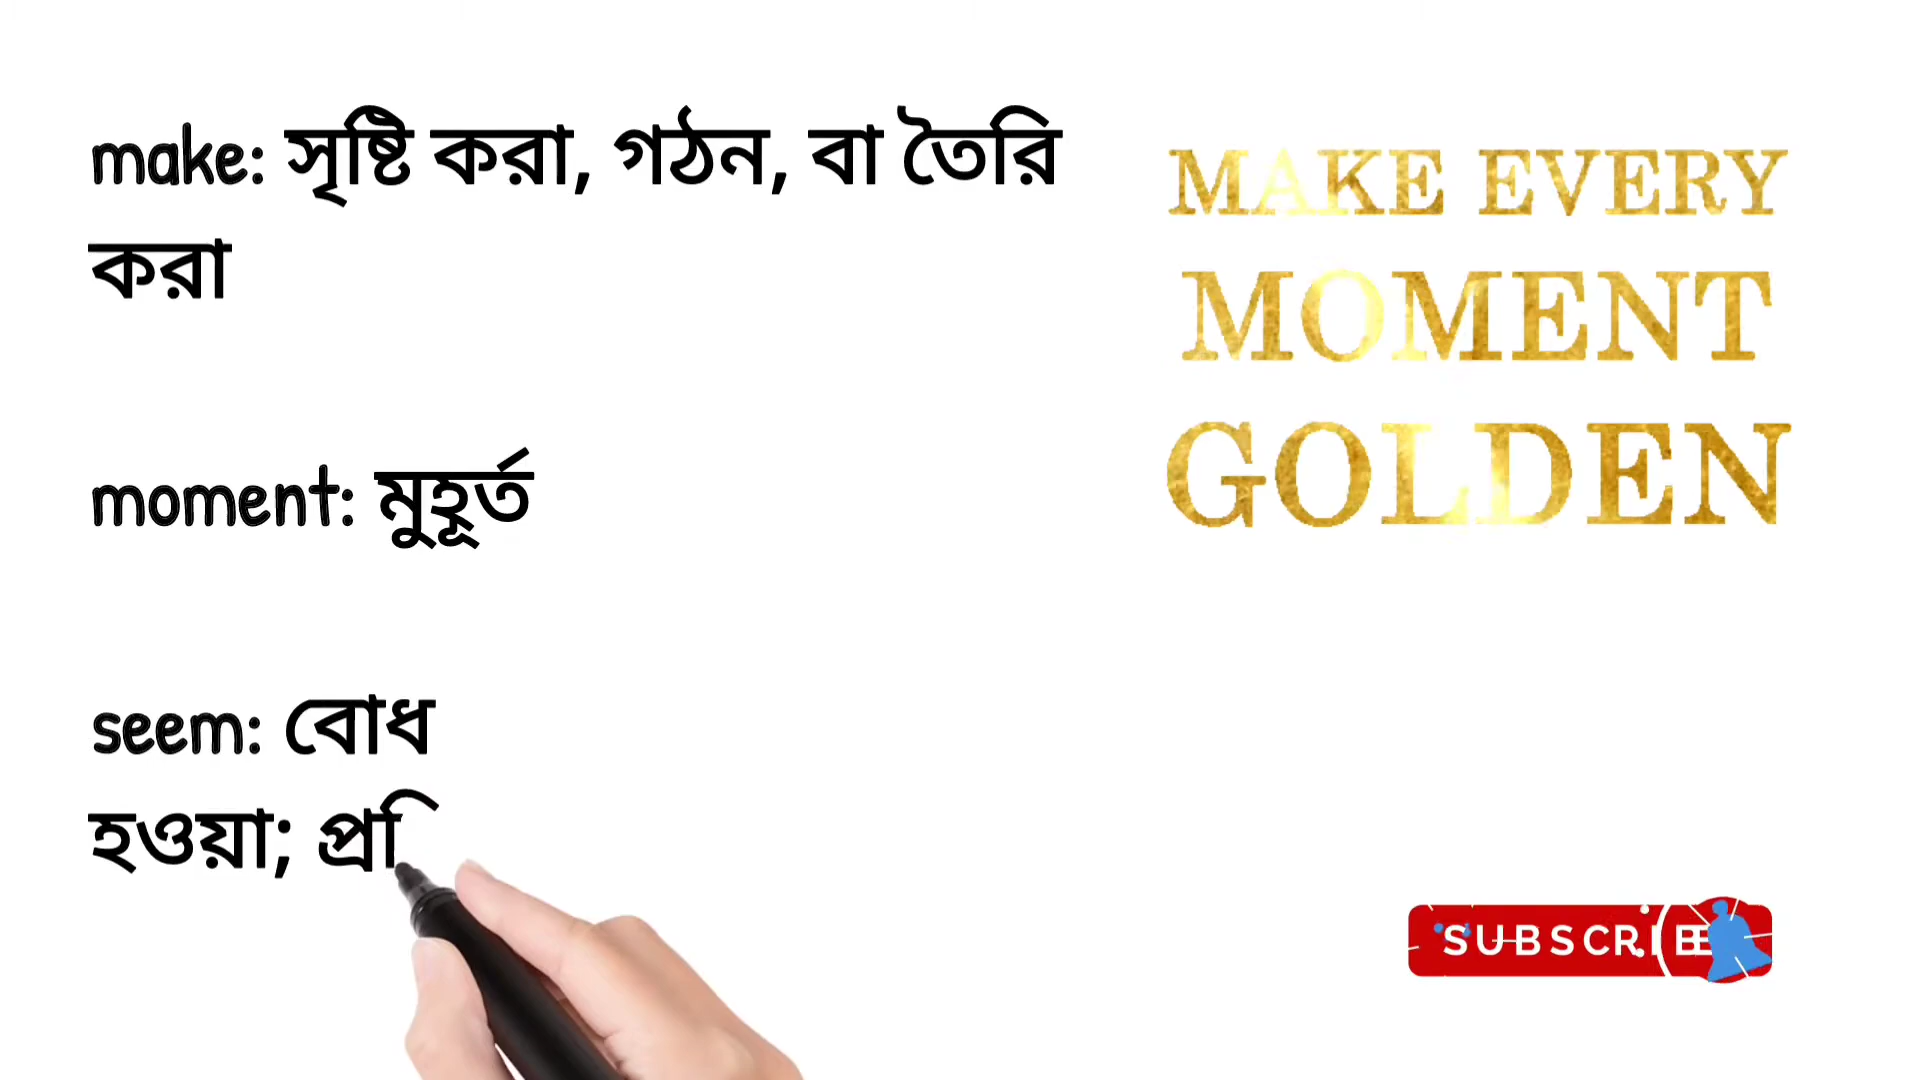 make: সৃষ্টি করা, গঠন, বা তৈরি
করা
moment: মুহূর্ত
seem: বোধ
হওয়া; প্রি
MAKE EVERY
MOMENT
GOLDEN
SUBSCRIBE